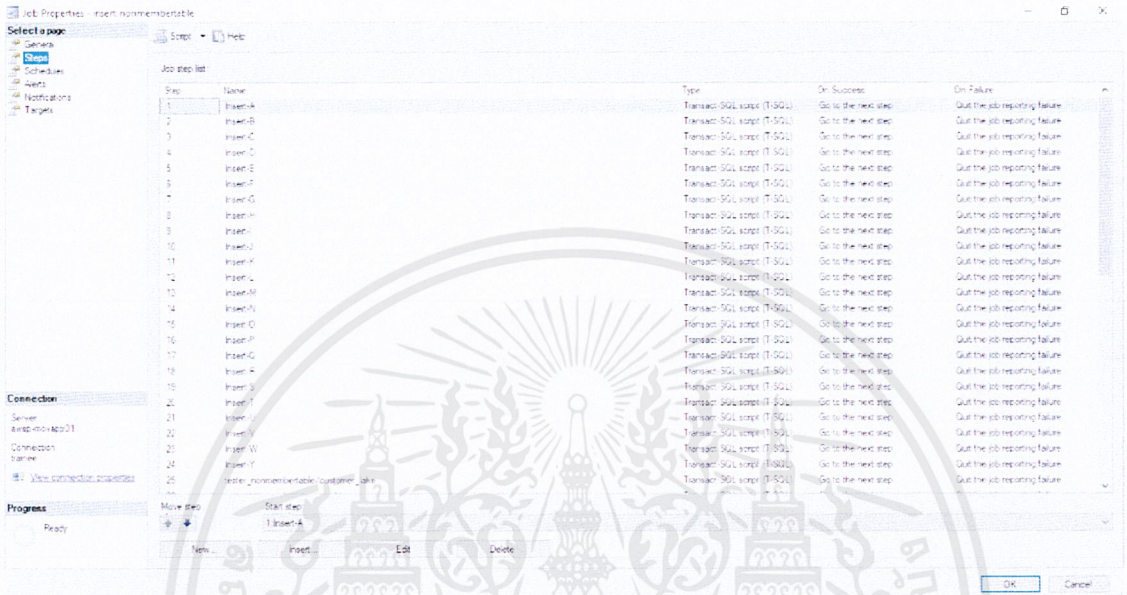 Job Properties - insert nonmembertable
Select a page
General
Steps
Schedules
Alerts
Notifications
Targets
Script Help
Job step list:
Step Name Type On Success On Failure
1 Insert-A Transact-SQL script (T-SQL) Go to the next step Quit the job reporting failure
2 Insert-B Transact-SQL script (T-SQL) Go to the next step Quit the job reporting failure
3 Insert-C Transact-SQL script (T-SQL) Go to the next step Quit the job reporting failure
4 Insert-D Transact-SQL script (T-SQL) Go to the next step Quit the job reporting failure
5 Insert-E Transact-SQL script (T-SQL) Go to the next step Quit the job reporting failure
6 Insert-F Transact-SQL script (T-SQL) Go to the next step Quit the job reporting failure
7 Insert-G Transact-SQL script (T-SQL) Go to the next step Quit the job reporting failure
8 Insert-H Transact-SQL script (T-SQL) Go to the next step Quit the job reporting failure
9 Insert-I Transact-SQL script (T-SQL) Go to the next step Quit the job reporting failure
10 Insert-J Transact-SQL script (T-SQL) Go to the next step Quit the job reporting failure
11 Insert-K Transact-SQL script (T-SQL) Go to the next step Quit the job reporting failure
12 Insert-L Transact-SQL script (T-SQL) Go to the next step Quit the job reporting failure
13 Insert-M Transact-SQL script (T-SQL) Go to the next step Quit the job reporting failure
14 Insert-N Transact-SQL script (T-SQL) Go to the next step Quit the job reporting failure
15 Insert-O Transact-SQL script (T-SQL) Go to the next step Quit the job reporting failure
16 Insert-P Transact-SQL script (T-SQL) Go to the next step Quit the job reporting failure
17 Insert-Q Transact-SQL script (T-SQL) Go to the next step Quit the job reporting failure
18 Insert-R Transact-SQL script (T-SQL) Go to the next step Quit the job reporting failure
19 Insert-S Transact-SQL script (T-SQL) Go to the next step Quit the job reporting failure
20 Insert-T Transact-SQL script (T-SQL) Go to the next step Quit the job reporting failure
21 Insert-U Transact-SQL script (T-SQL) Go to the next step Quit the job reporting failure
22 Insert-V Transact-SQL script (T-SQL) Go to the next step Quit the job reporting failure
23 Insert-W Transact-SQL script (T-SQL) Go to the next step Quit the job reporting failure
24 Insert-Y Transact-SQL script (T-SQL) Go to the next step Quit the job reporting failure
25 Transact-SQL script (T-SQL) Go to the next step Quit the job reporting failure
Connection
Server:
Connection:
trainee
View connection properties
Progress
Ready
Move step:
Start step:
1:Insert-A
New... Insert... Edit Delete
OK Cancel